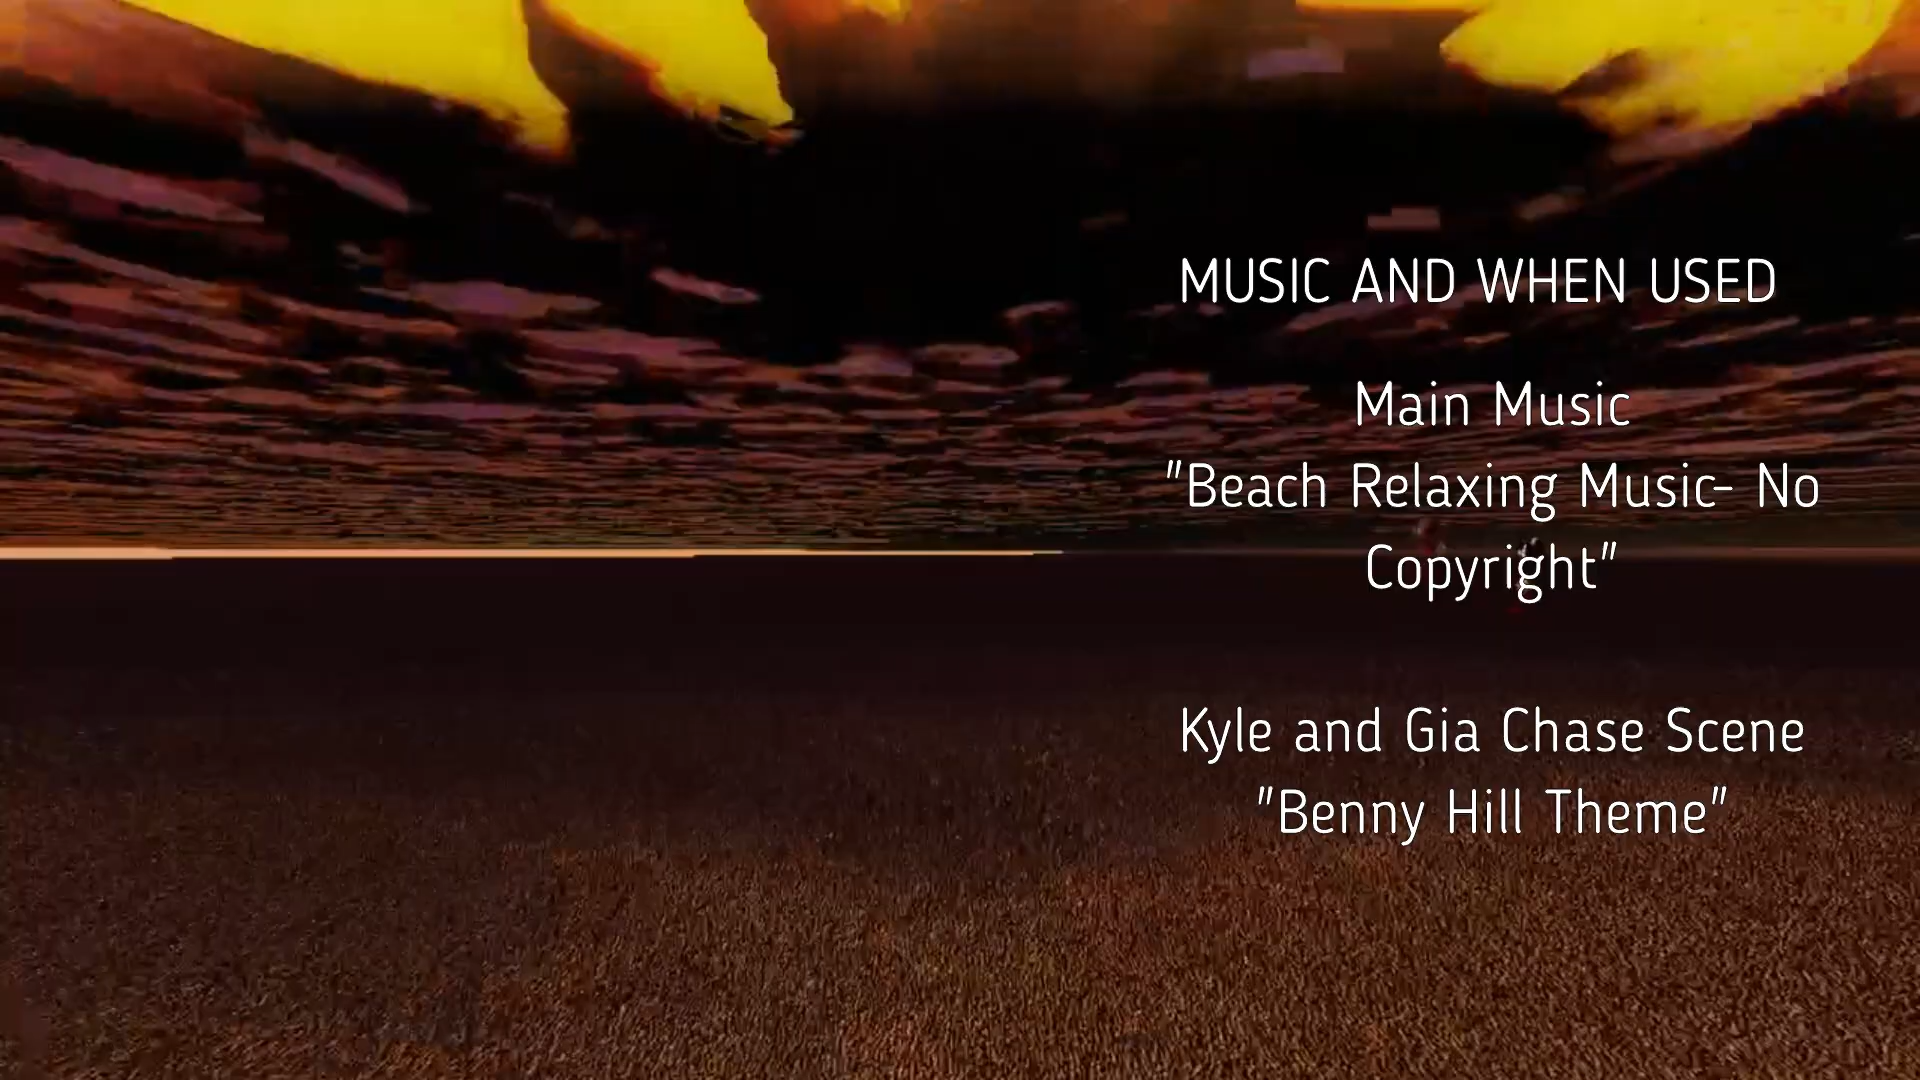 MUSIC AND WHEN USED
Main Music
"Beach Relaxing Music- No
Copyright"
Kyle and Gia Chase Scene
"Benny Hill Theme"